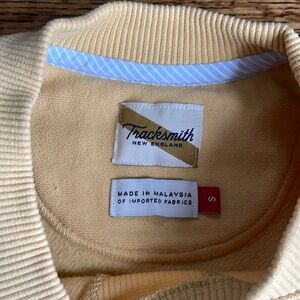 Tracksmith
NEW ENGLAND
MADE IN MALAYSIA
OF IMPORTED FABRICS
S